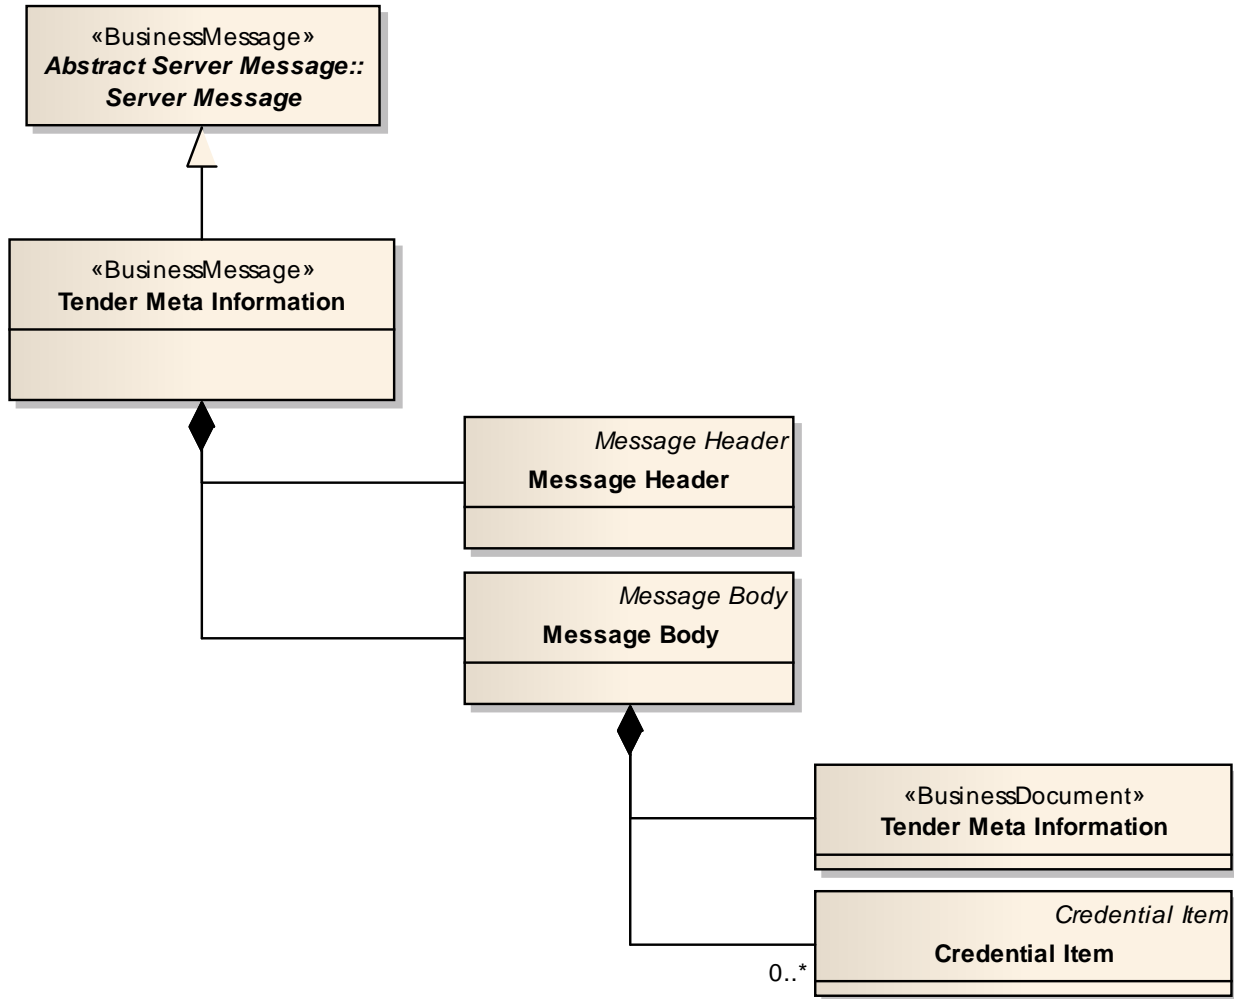 «BusinessMessage»
Abstract Server Message::
Server Message
«BusinessMessage»
Tender Meta Information
Message Header
Message Header
Message Body
Message Body
«BusinessDocument»
Tender Meta Information
Credential Item
Credential Item
0..*